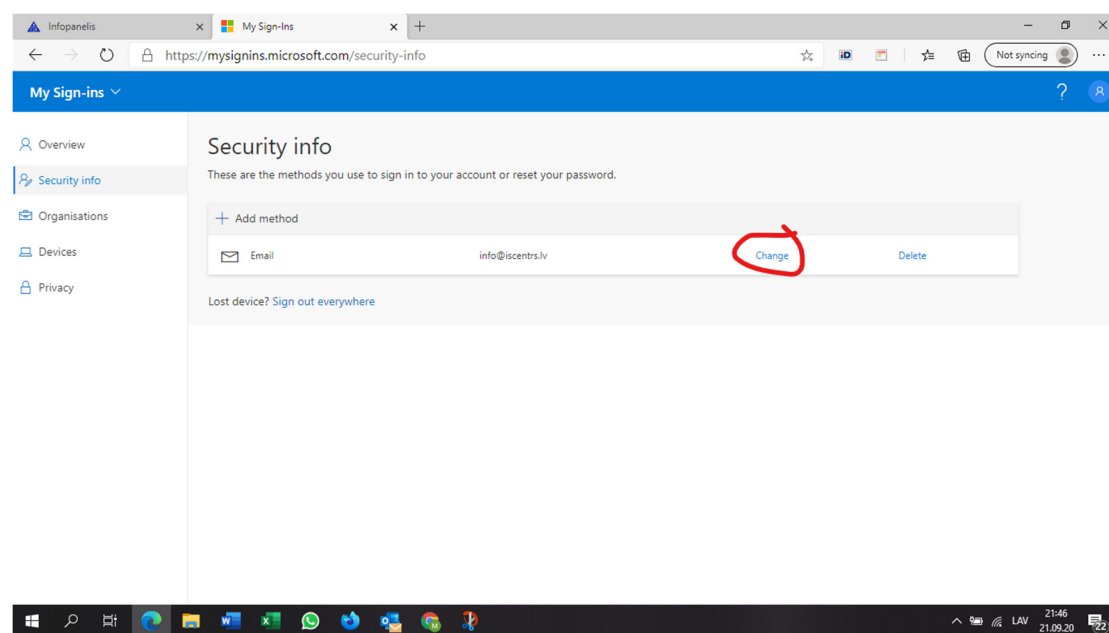 Infopanelis
My Sign-Ins
https://mysignins.microsoft.com/security-info
iD
Not syncing
My Sign-ins
?
A
Overview
Security info
Organisations
Devices
Privacy
Security info
These are the methods you use to sign in to your account or reset your password.
+ Add method
Email info@iscentrs.lv Change Delete
Lost device? Sign out everywhere
LAV
21:46
21.09.20
22